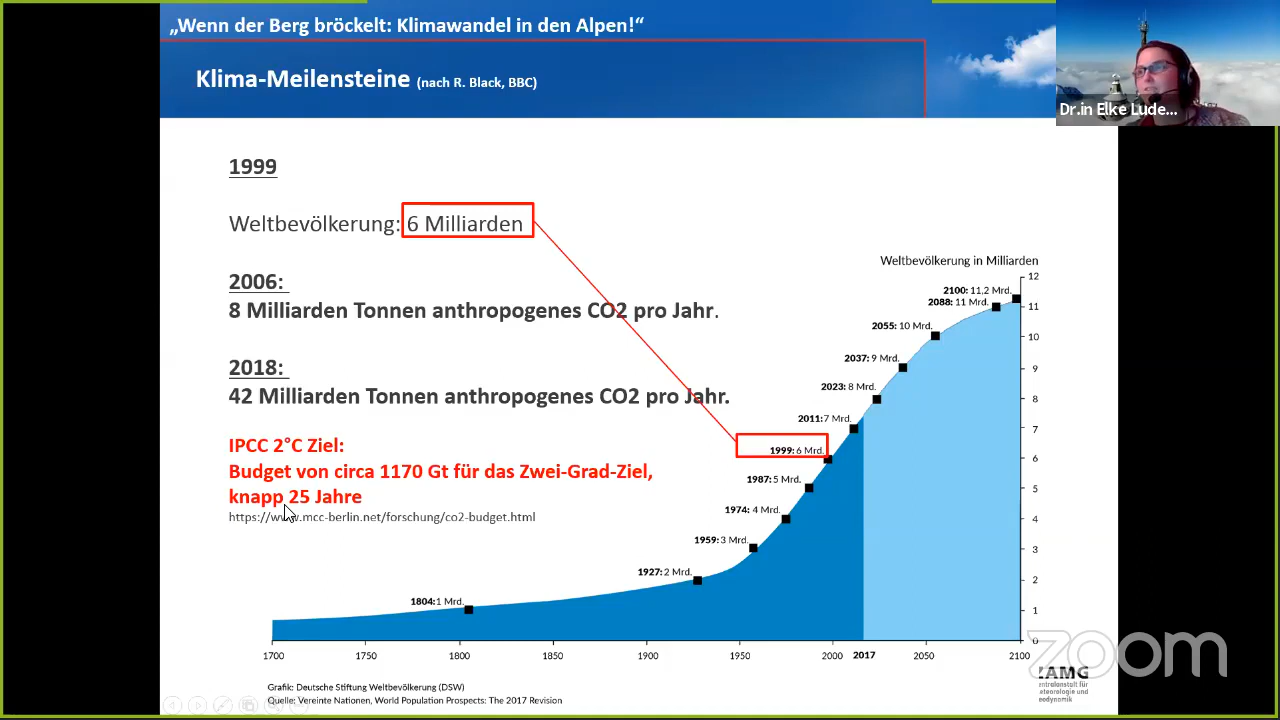 „Wenn der Berg bröckelt: Klimawandel in den Alpen!“
Klima-Meilensteine (nach R. Black, BBC)
Dr.in Elke Lude...
1999
Weltbevölkerung: 6 Milliarden
2006:
8 Milliarden Tonnen anthropogenes CO2 pro Jahr.
2018:
42 Milliarden Tonnen anthropogenes CO2 pro Jahr.
IPCC 2°C Ziel:
Budget von circa 1170 Gt für das Zwei-Grad-Ziel,
knapp 25 Jahre
https://www.mcc-berlin.net/forschung/co2-budget.html
Weltbevölkerung in Milliarden
12
2100: 11,2 Mrd.
2088: 11 Mrd.
11
2055: 10 Mrd.
10
2037: 9 Mrd.
9
2023: 8 Mrd.
8
2011: 7 Mrd.
7
1999: 6 Mrd.
6
1987: 5 Mrd.
5
1974: 4 Mrd.
4
1959: 3 Mrd.
3
1927: 2 Mrd.
2
1804: 1 Mrd.
1
0
1700 1750 1800 1850 1900 1950 2000 2017 2050 2100
Grafik: Deutsche Stiftung Weltbevölkerung (DSW)
Quelle: Vereinte Nationen, World Population Prospects: The 2017 Revision
zoom
ZAMG